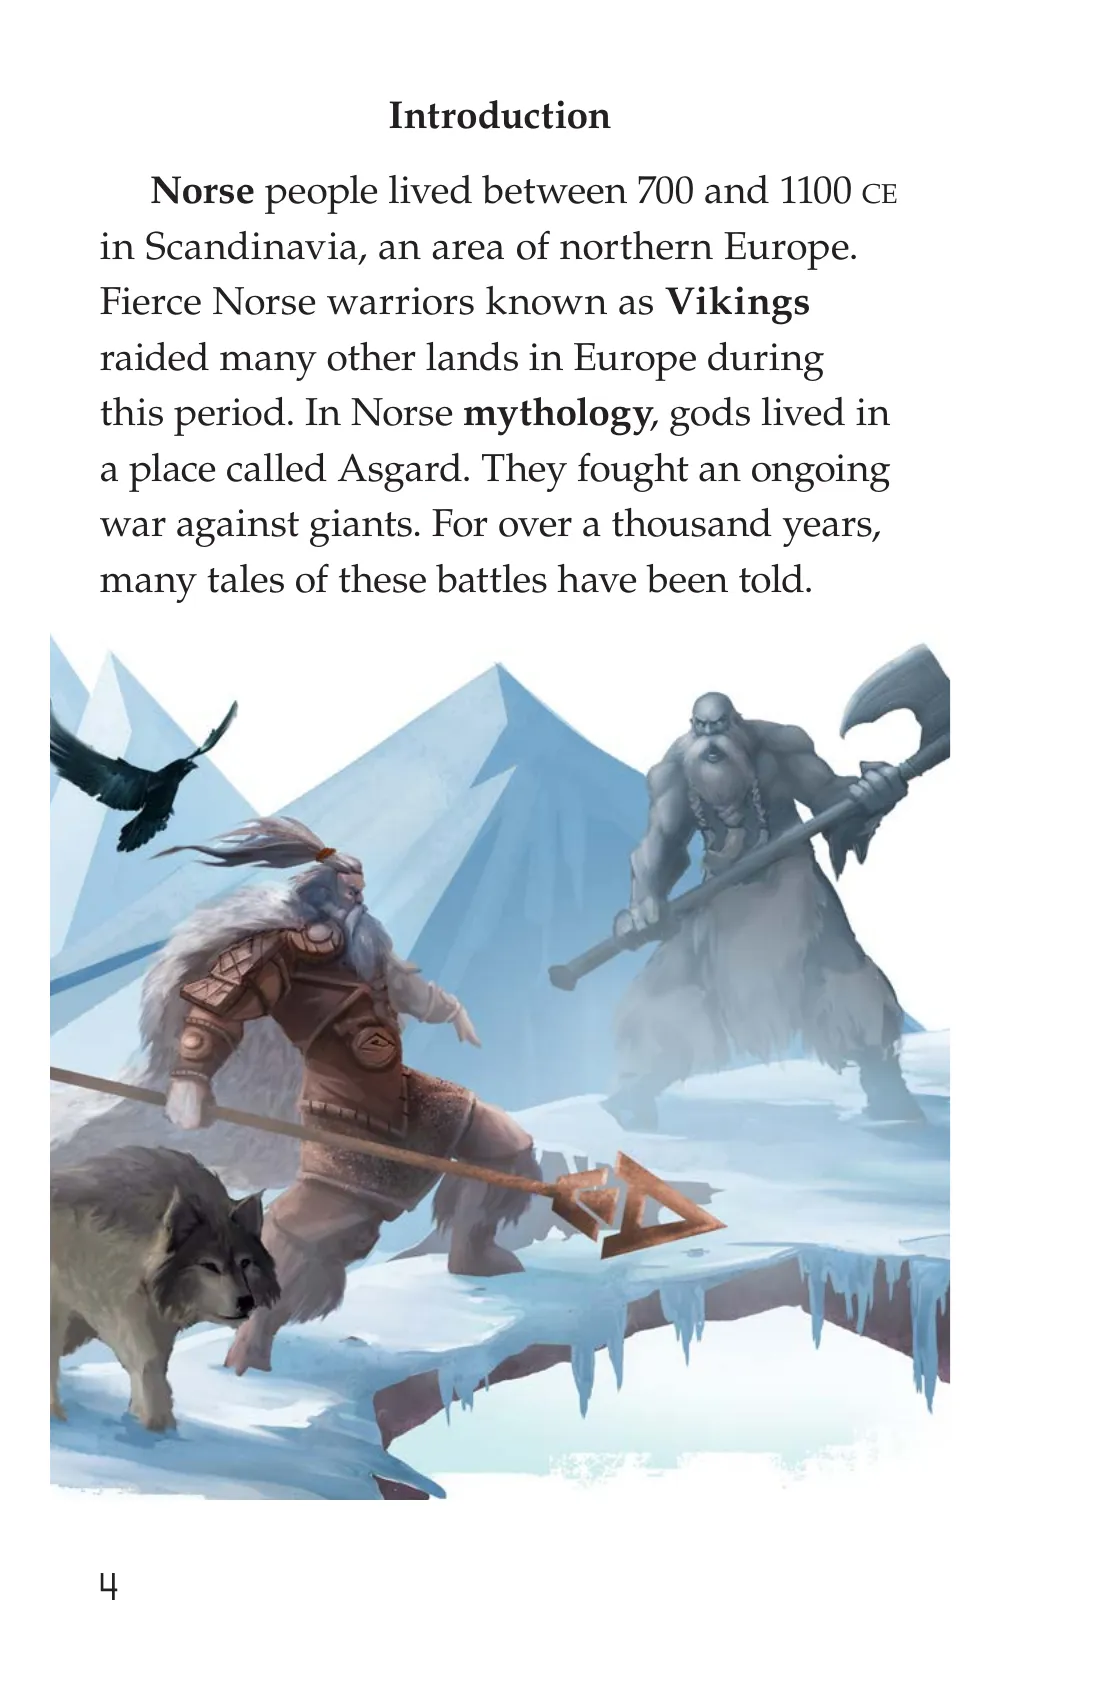 Introduction
Norse people lived between 700 and 1100 CE
in Scandinavia, an area of northern Europe.
Fierce Norse warriors known as Vikings
raided many other lands in Europe during
this period. In Norse mythology, gods lived in
a place called Asgard. They fought an ongoing
war against giants. For over a thousand years,
many tales of these battles have been told.
4